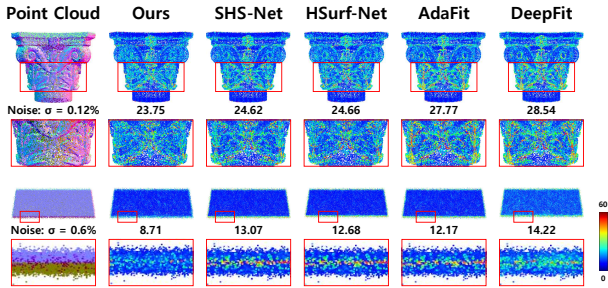 Point Cloud Ours SHS-Net HSurf-Net AdaFit DeepFit
Noise: σ = 0.12% 23.75 24.62 24.66 27.77 28.54
60
Noise: σ = 0.6% 8.71 13.07 12.68 12.17 14.22
0